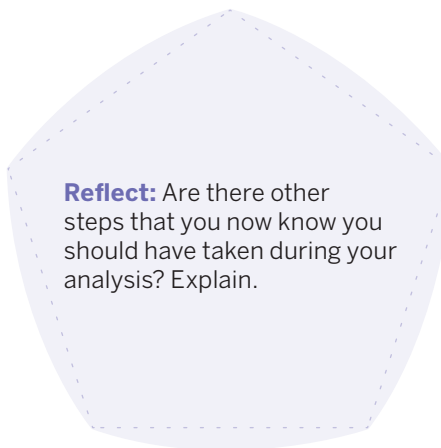 Reflect: Are there other
steps that you now know you
should have taken during your
analysis? Explain.